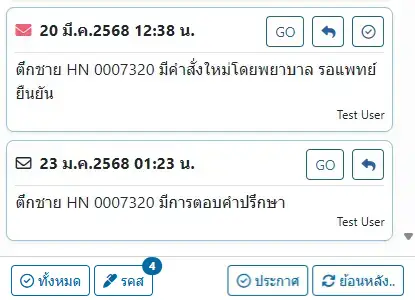 20 มี.ค.2568 12:38 น. GO
ตึกชาย HN 0007320 มีคำสั่งใหม่โดยพยาบาล รอแพทย์
ยืนยัน
Test User
23 ม.ค.2568 01:23 น. GO
ตึกชาย HN 0007320 มีการตอบคำปรึกษา
Test User
ทั้งหมด รคส 4 ประกาศ ย้อนหลัง..